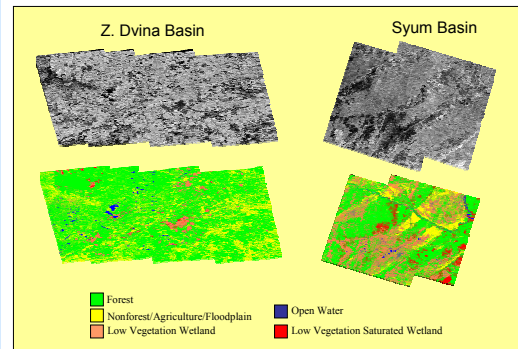 Z. Dvina Basin
Syum Basin
Forest
Nonforest/Agriculture/Floodplain
Low Vegetation Wetland
Open Water
Low Vegetation Saturated Wetland